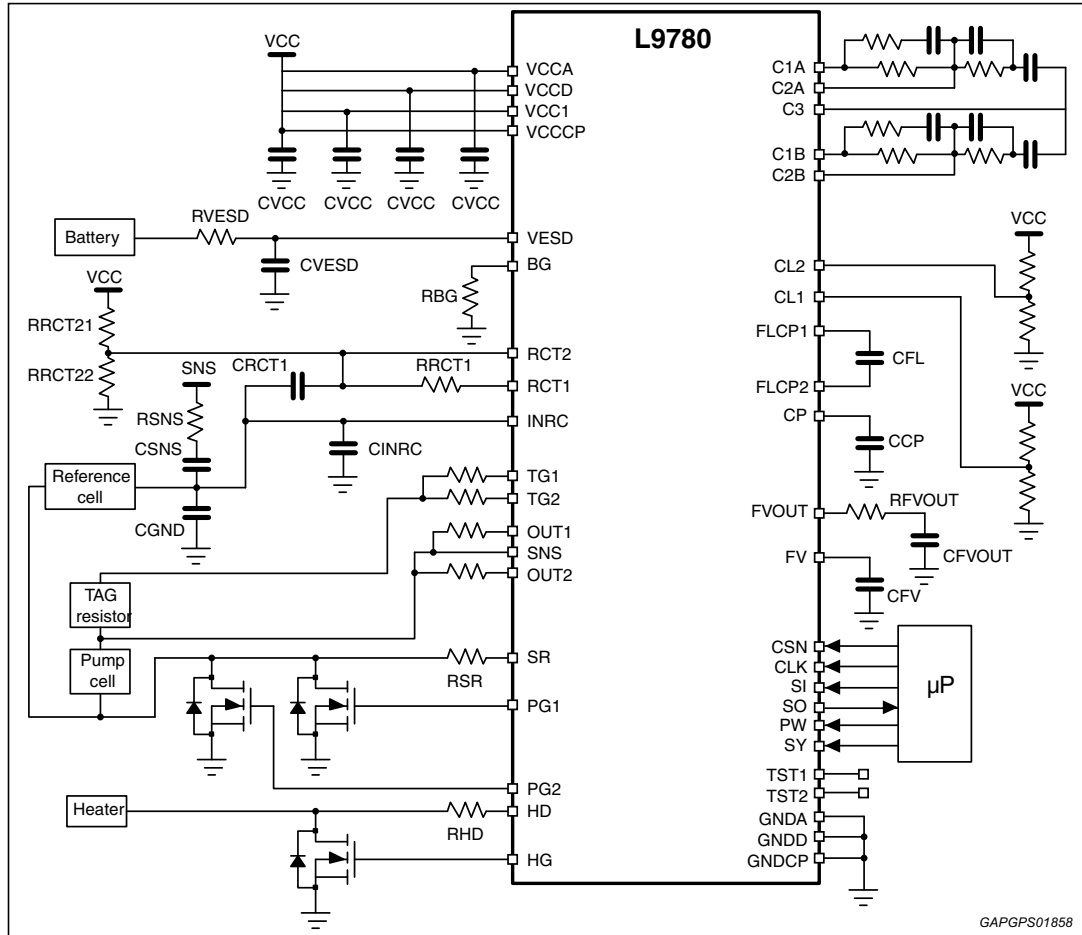 L9780
VCC
VCCA
VCCD
VCC1
VCCCP
CVCC CVCC CVCC CVCC
RVESD
Battery
VESD
CVESD
BG
RBG
VCC
RRCT21
RRCT22
RCT2
CRCT1
RRCT1
RCT1
SNS
RSNS
INRC
CSNS
CINRC
Reference
cell
CGND
TG1
TG2
OUT1
SNS
OUT2
TAG
resistor
Pump
cell
SR
RSR
PG1
PG2
Heater
HD
RHD
HG
C1A
C2A
C3
C1B
C2B
VCC
CL2
CL1
FLCP1
CFL
FLCP2
VCC
CP
CCP
FVOUT
RFVOUT
CFVOUT
FV
CFV
CSN
CLK
SI
SO
PW
SY
µP
TST1
TST2
GNDA
GNDD
GNDCP
GAPGPS01858